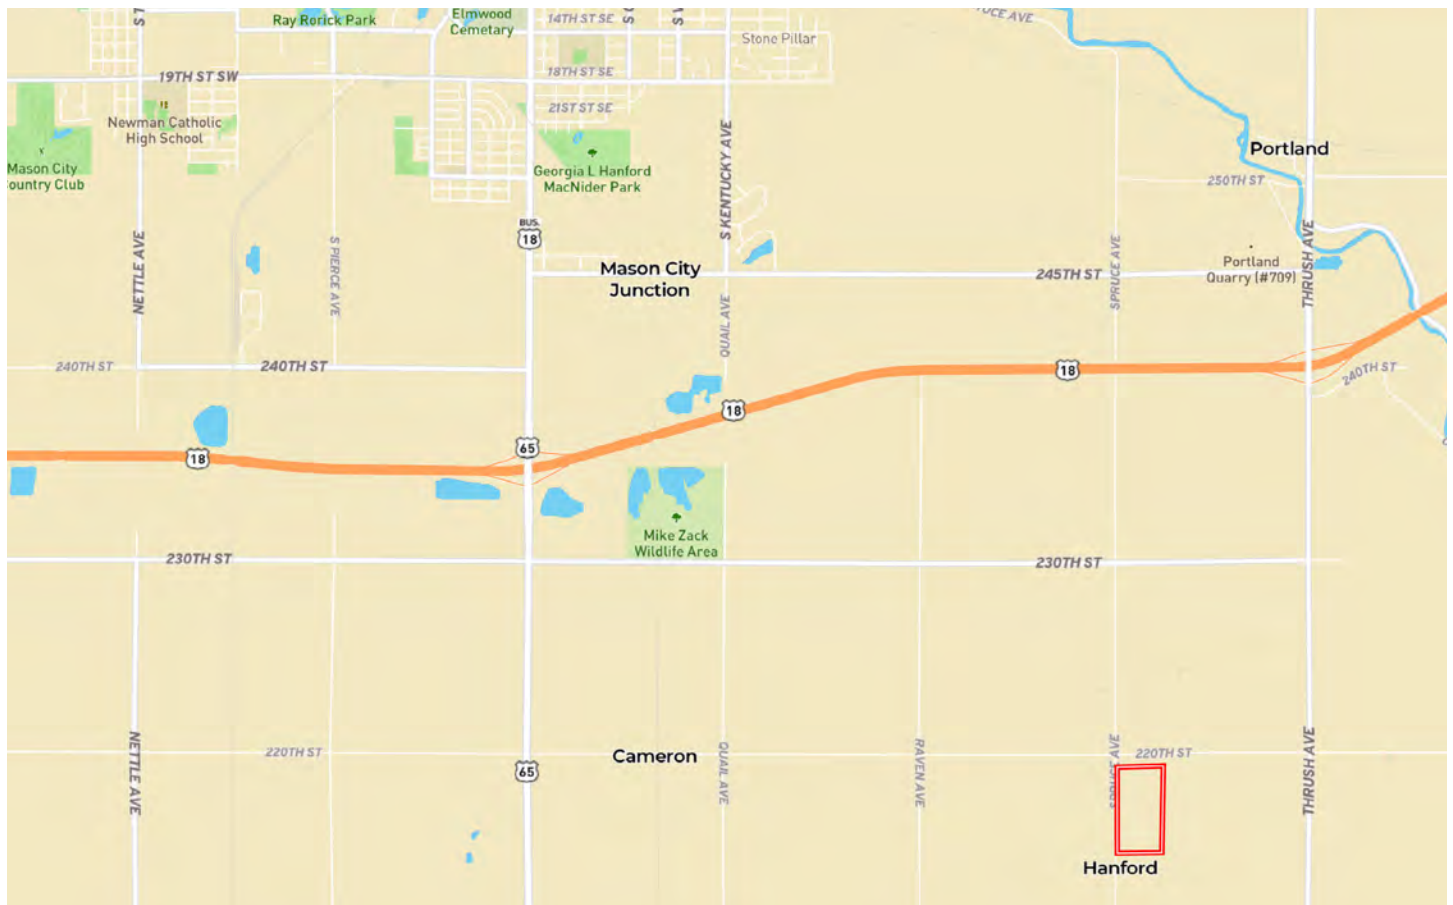 S T
Ray Rorick Park
Elmwood
Cemetary
14TH ST SE
S C
S V
UCE AVE
Stone Pillar
19TH ST SW
18TH ST SE
21ST ST SE
Newman Catholic
High School
Mason City
Country Club
Georgia L Hanford
MacNider Park
S KENTUCKY AVE
Portland
250TH ST
NETTLE AVE
S PIERCE AVE
BUS.
18
Mason City
Junction
245TH ST
SPRUCE AVE
Portland
Quarry (#709)
THRUSH AVE
QUAIL AVE
240TH ST
240TH ST
18
240TH ST
18
65
18
Mike Zack
Wildlife Area
230TH ST
230TH ST
NETTLE AVE
220TH ST
65
Cameron
QUAIL AVE
RAVEN AVE
SPRUCE AVE
220TH ST
THRUSH AVE
Hanford